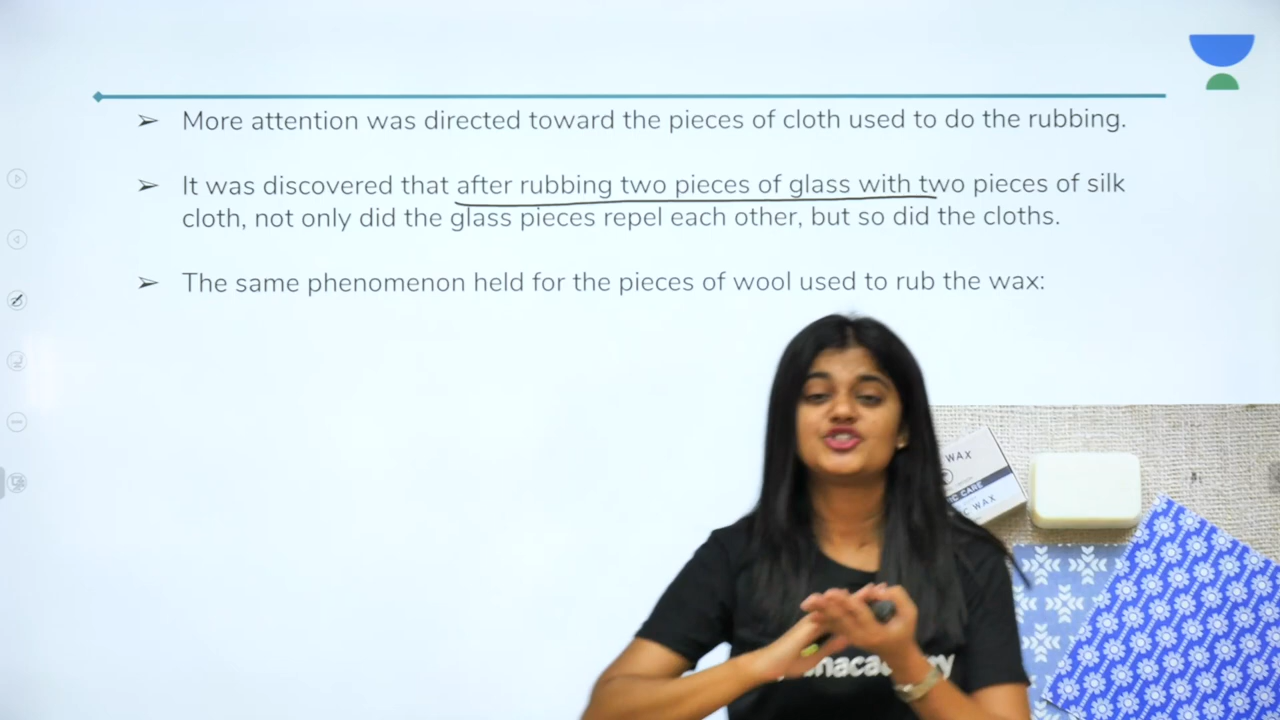 ➢ More attention was directed toward the pieces of cloth used to do the rubbing.
➢ It was discovered that after rubbing two pieces of glass with two pieces of silk
cloth, not only did the glass pieces repel each other, but so did the cloths.
➢ The same phenomenon held for the pieces of wool used to rub the wax:
WAX
CARE
C WAX